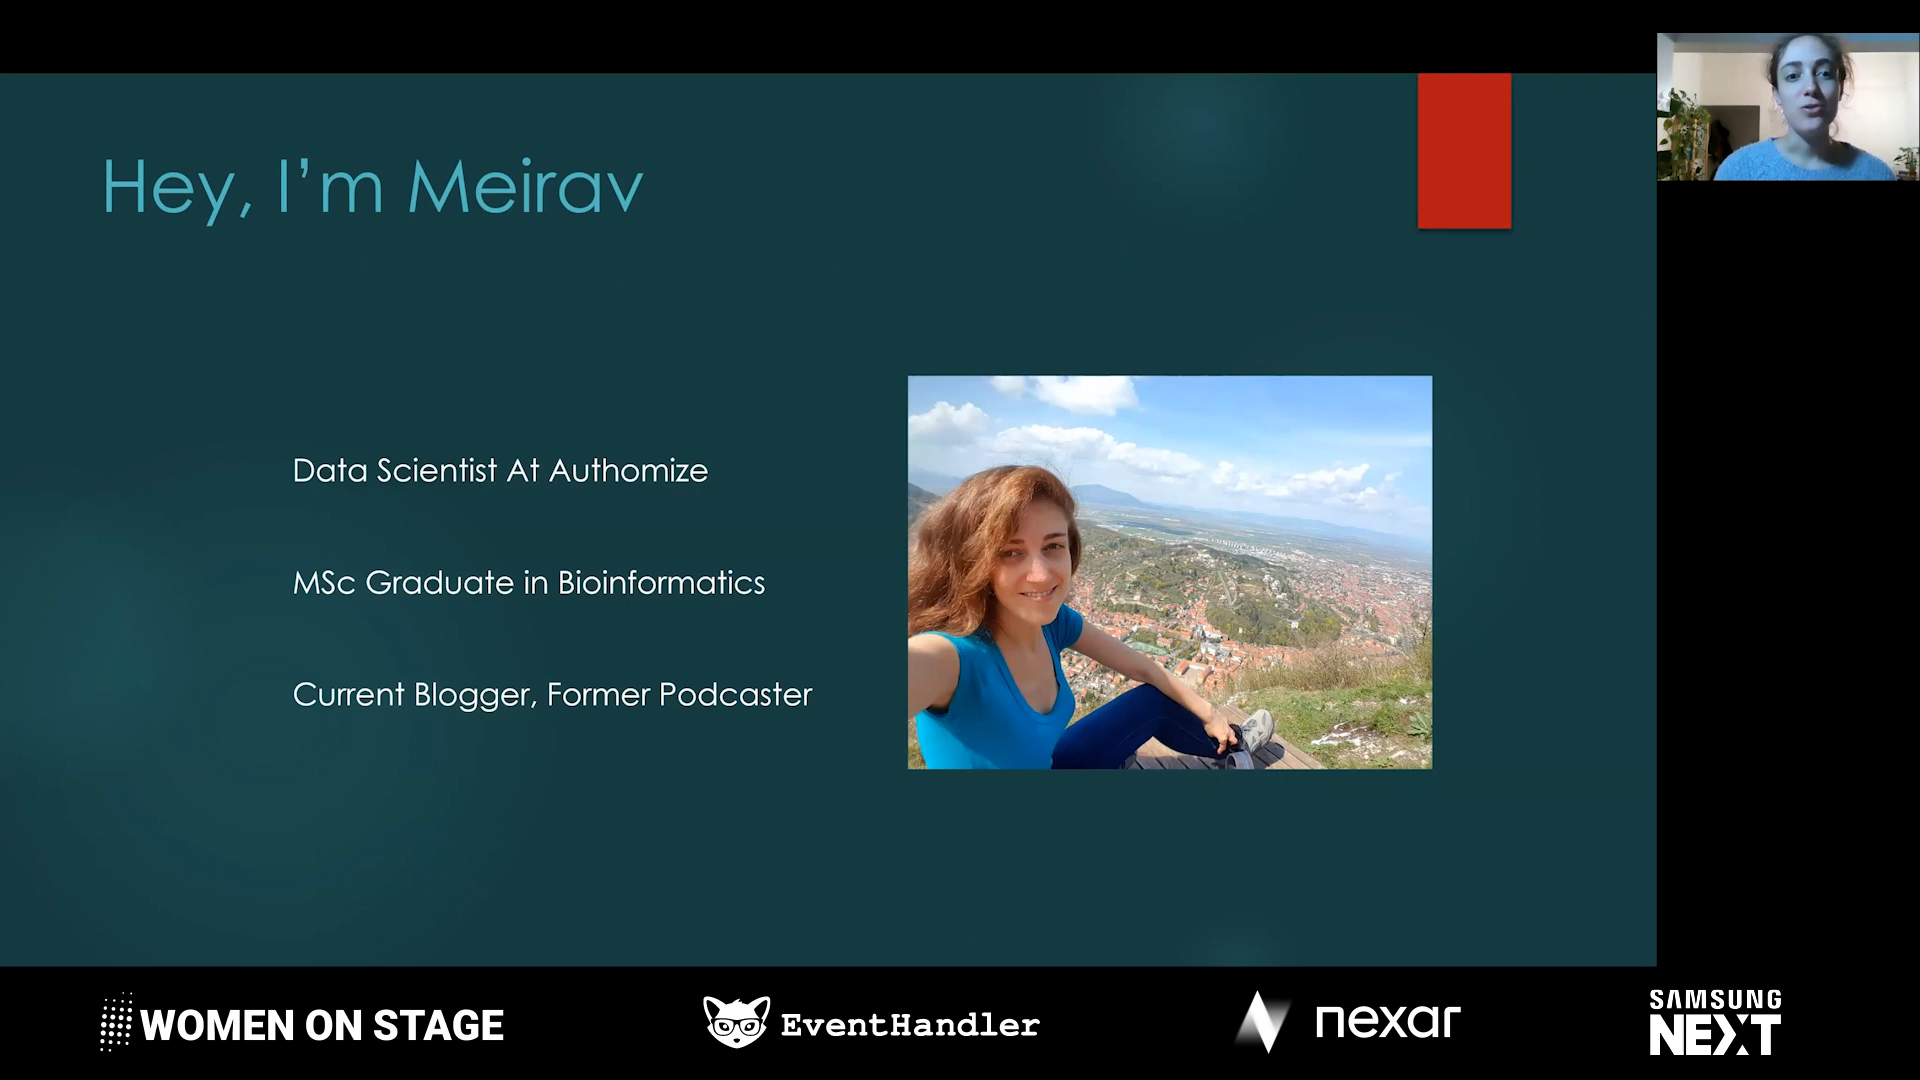 Hey, I’m Meirav
Data Scientist At Authomize
MSc Graduate in Bioinformatics
Current Blogger, Former Podcaster
WOMEN ON STAGE
EventHandler
nexar
SAMSUNG
NEXT